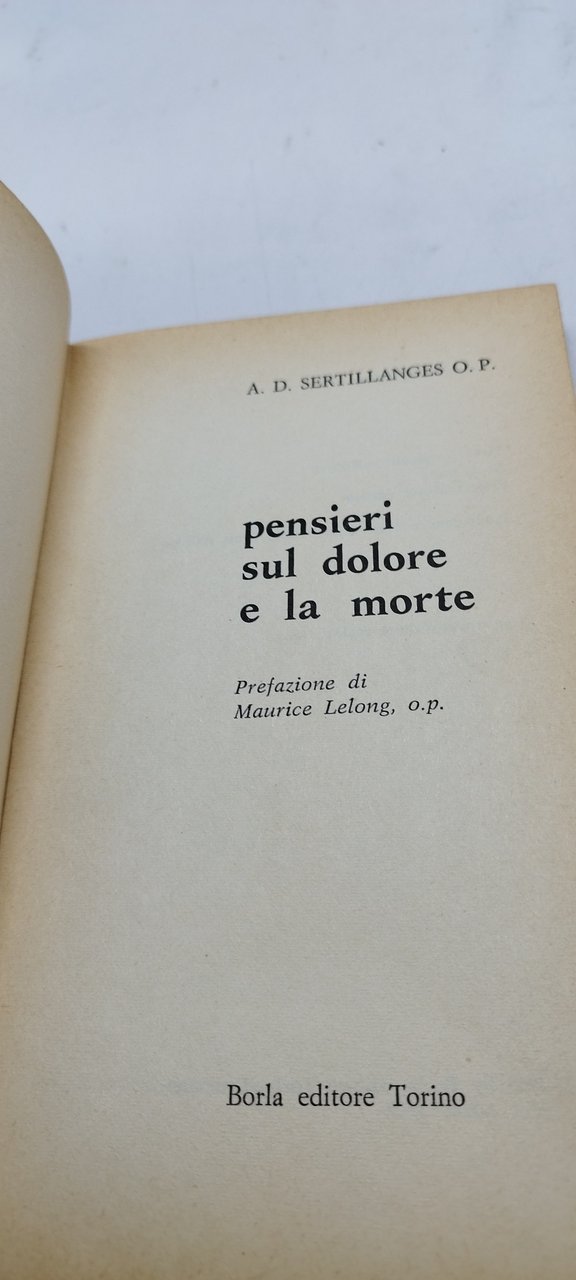 A. D. SERTILLANGES O. P.
pensieri
sul dolore
e la morte
Prefazione di
Maurice Lelong, o.p.
Borla editore Torino